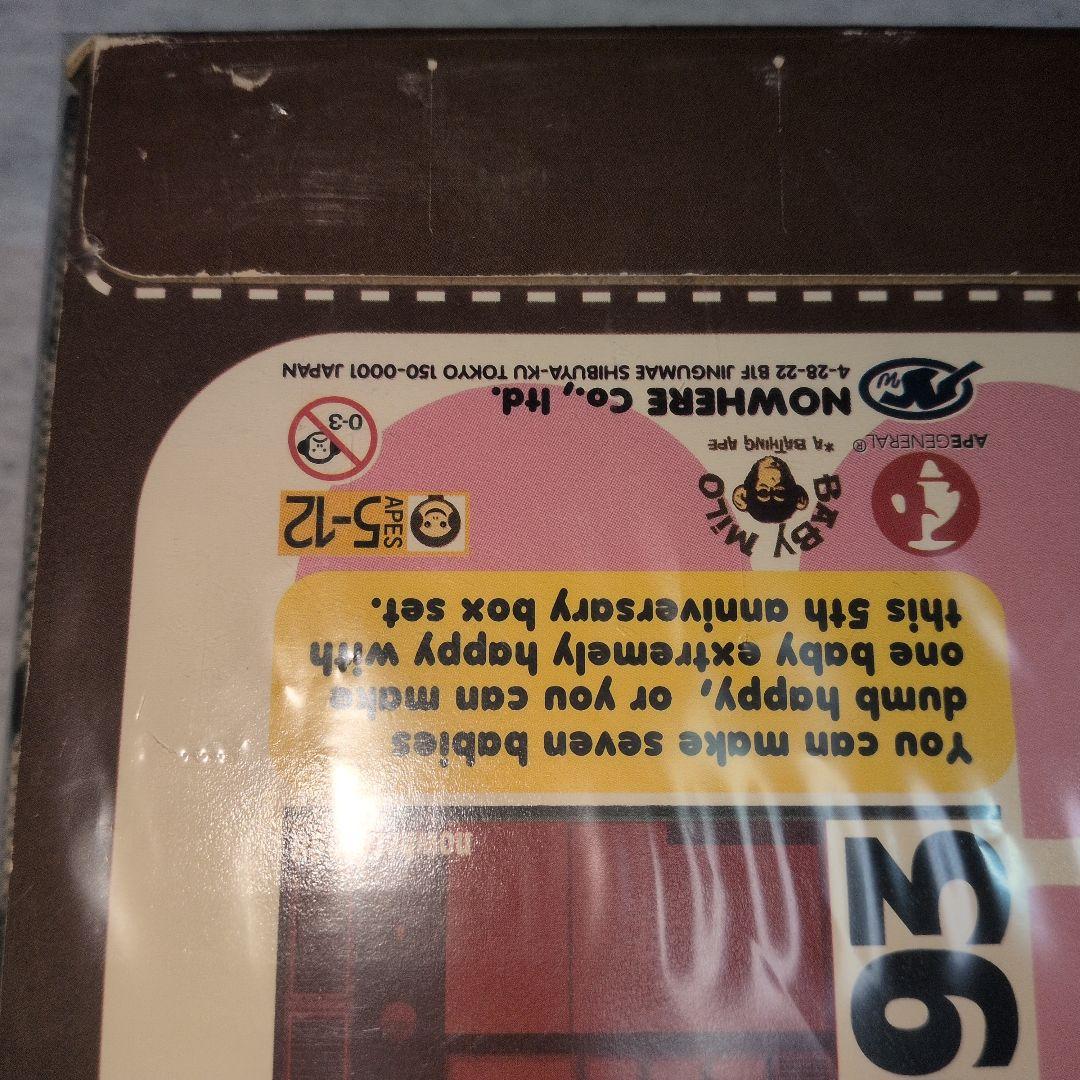 93
You can make seven babies
dumb happy, or you can make
one baby extremely happy with
this 5th anniversary box set.
BABY MILO
*A BATHING APE
APEGENERAL®
APES
5-12
0-3
NOWHERE Co., ltd.
4-28-22 B1F JINGUMAE SHIBUYA-KU TOKYO 150-0001 JAPAN